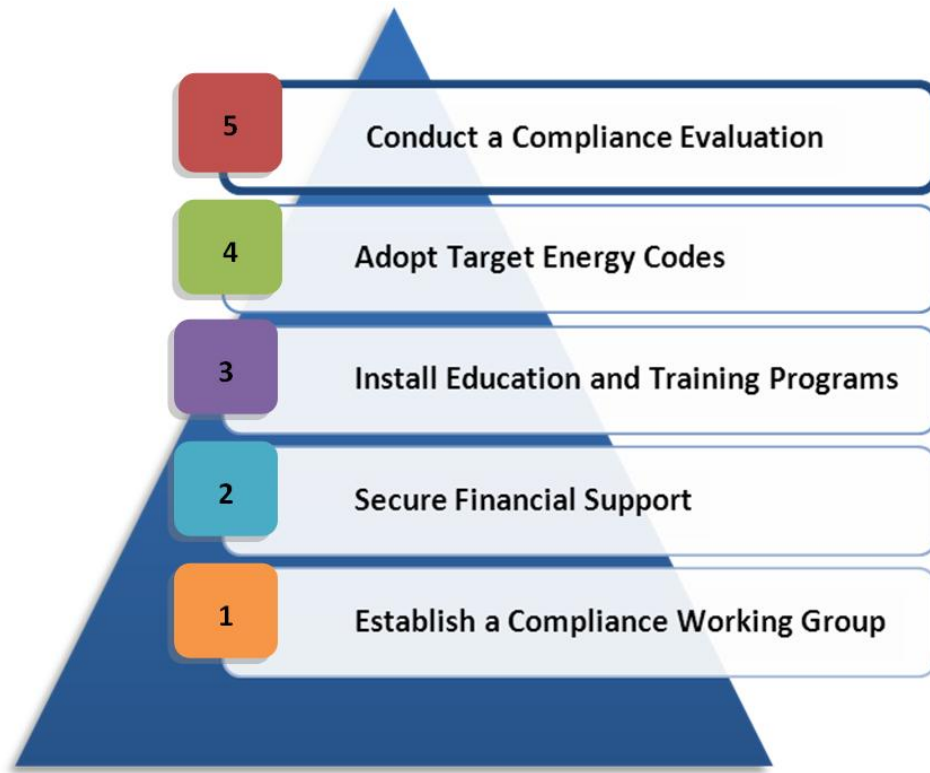 5 Conduct a Compliance Evaluation
4 Adopt Target Energy Codes
3 Install Education and Training Programs
2 Secure Financial Support
1 Establish a Compliance Working Group